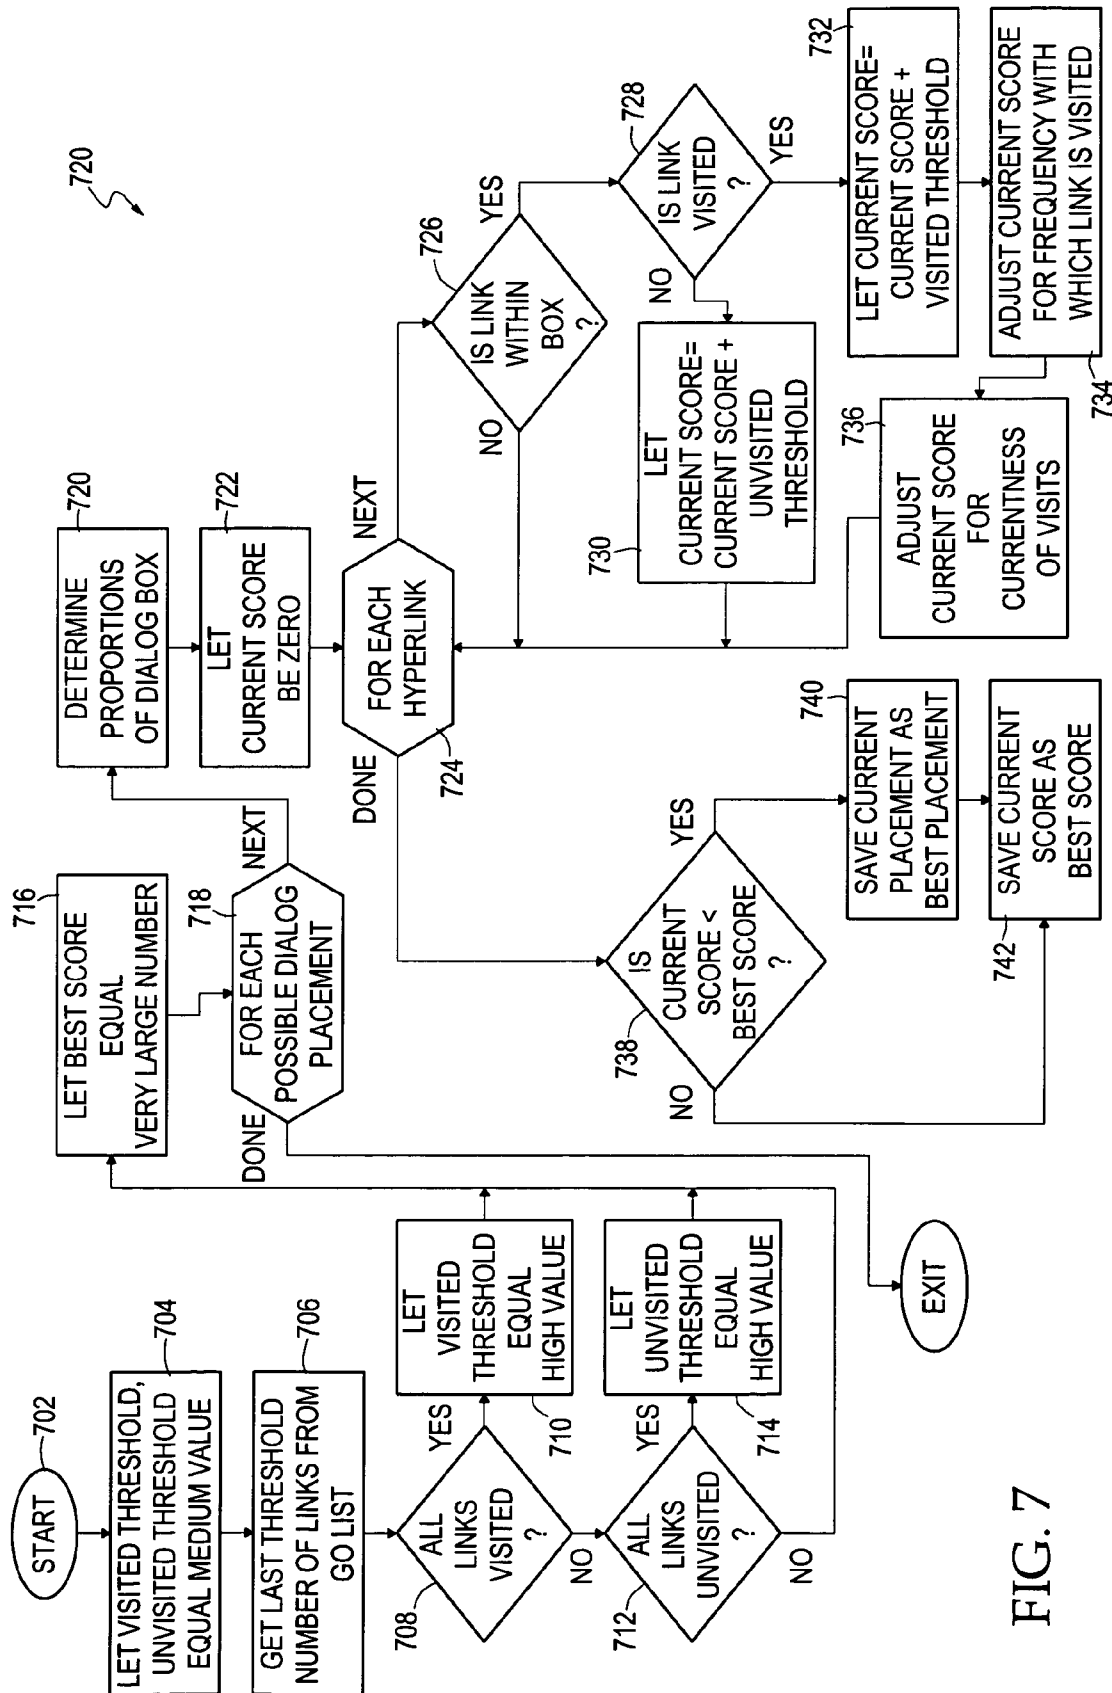 720
START
702
LET VISITED THRESHOLD,
UNVISITED THRESHOLD
EQUAL MEDIUM VALUE
704
GET LAST THRESHOLD
NUMBER OF LINKS FROM
GO LIST
706
ALL
LINKS
VISITED
?
708
YES
NO
LET
VISITED
THRESHOLD
EQUAL
HIGH VALUE
710
ALL
LINKS
UNVISITED
?
712
YES
NO
LET
UNVISITED
THRESHOLD
EQUAL
HIGH VALUE
714
LET BEST SCORE
EQUAL
VERY LARGE NUMBER
716
FOR EACH
POSSIBLE DIALOG
PLACEMENT
718
DONE
NEXT
EXIT
DETERMINE
PROPORTIONS
OF DIALOG BOX
720
LET
CURRENT SCORE
BE ZERO
722
FOR EACH
HYPERLINK
724
DONE
NEXT
IS LINK
WITHIN
BOX
?
726
NO
YES
IS LINK
VISITED
?
728
NO
YES
LET
CURRENT SCORE=
CURRENT SCORE +
UNVISITED
THRESHOLD
730
LET CURRENT SCORE=
CURRENT SCORE +
VISITED THRESHOLD
732
ADJUST CURRENT SCORE
FOR FREQUENCY WITH
WHICH LINK IS VISITED
734
ADJUST
CURRENT SCORE
FOR
CURRENTNESS
OF VISITS
736
IS
CURRENT
SCORE <
BEST SCORE
?
738
NO
YES
SAVE CURRENT
PLACEMENT AS
BEST PLACEMENT
740
SAVE CURRENT
SCORE AS
BEST SCORE
742
FIG. 7